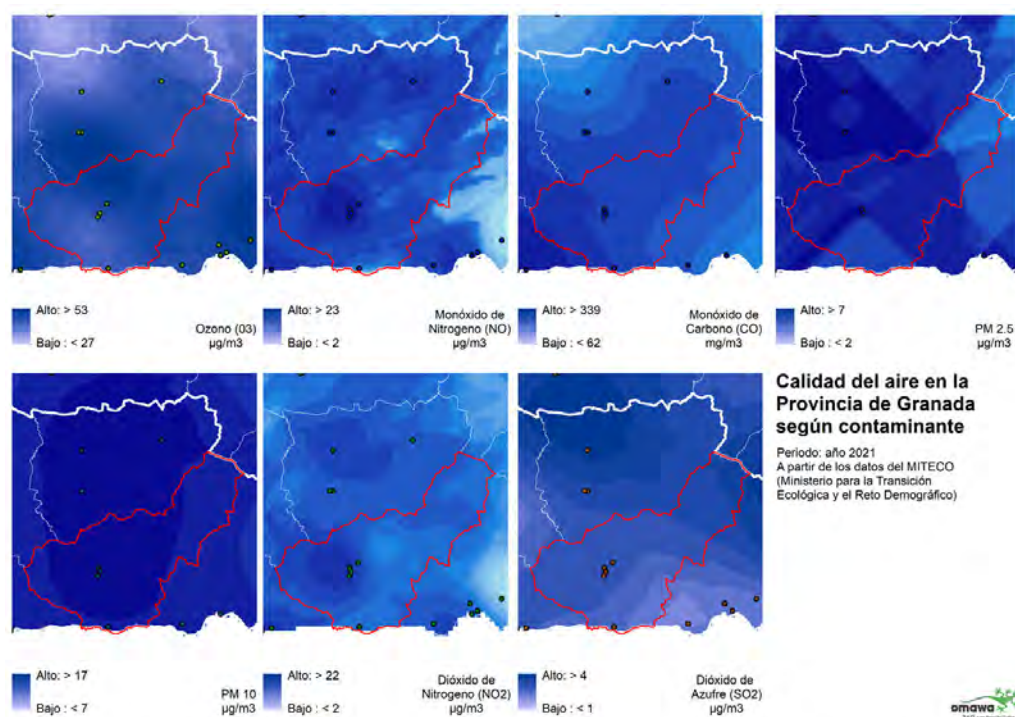 Alto: > 53
Ozono (03)
Bajo : < 27
µg/m3
Alto: > 23
Monóxido de
Nitrogeno (NO)
Bajo : < 2
µg/m3
Alto: > 339
Monóxido de
Carbono (CO)
Bajo : < 62
mg/m3
Alto: > 7
PM 2.5
Bajo : < 2
µg/m3
Calidad del aire en la
Provincia de Granada
según contaminante
Periodo: año 2021
A partir de los datos del MITECO
(Ministerio para la Transición
Ecológica y el Reto Demográfico)
Alto: > 17
PM 10
Bajo : < 7
µg/m3
Alto: > 22
Dióxido de
Nitrogeno (NO2)
Bajo : < 2
µg/m3
Alto: > 4
Dióxido de
Azufre (SO2)
Bajo : < 1
µg/m3
omawa